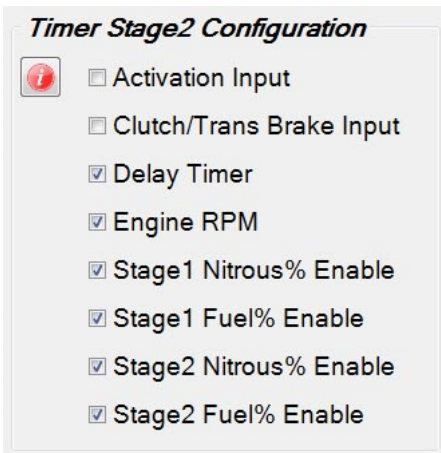 Timer Stage2 Configuration
Activation Input
Clutch/Trans Brake Input
Delay Timer
Engine RPM
Stage1 Nitrous% Enable
Stage1 Fuel% Enable
Stage2 Nitrous% Enable
Stage2 Fuel% Enable